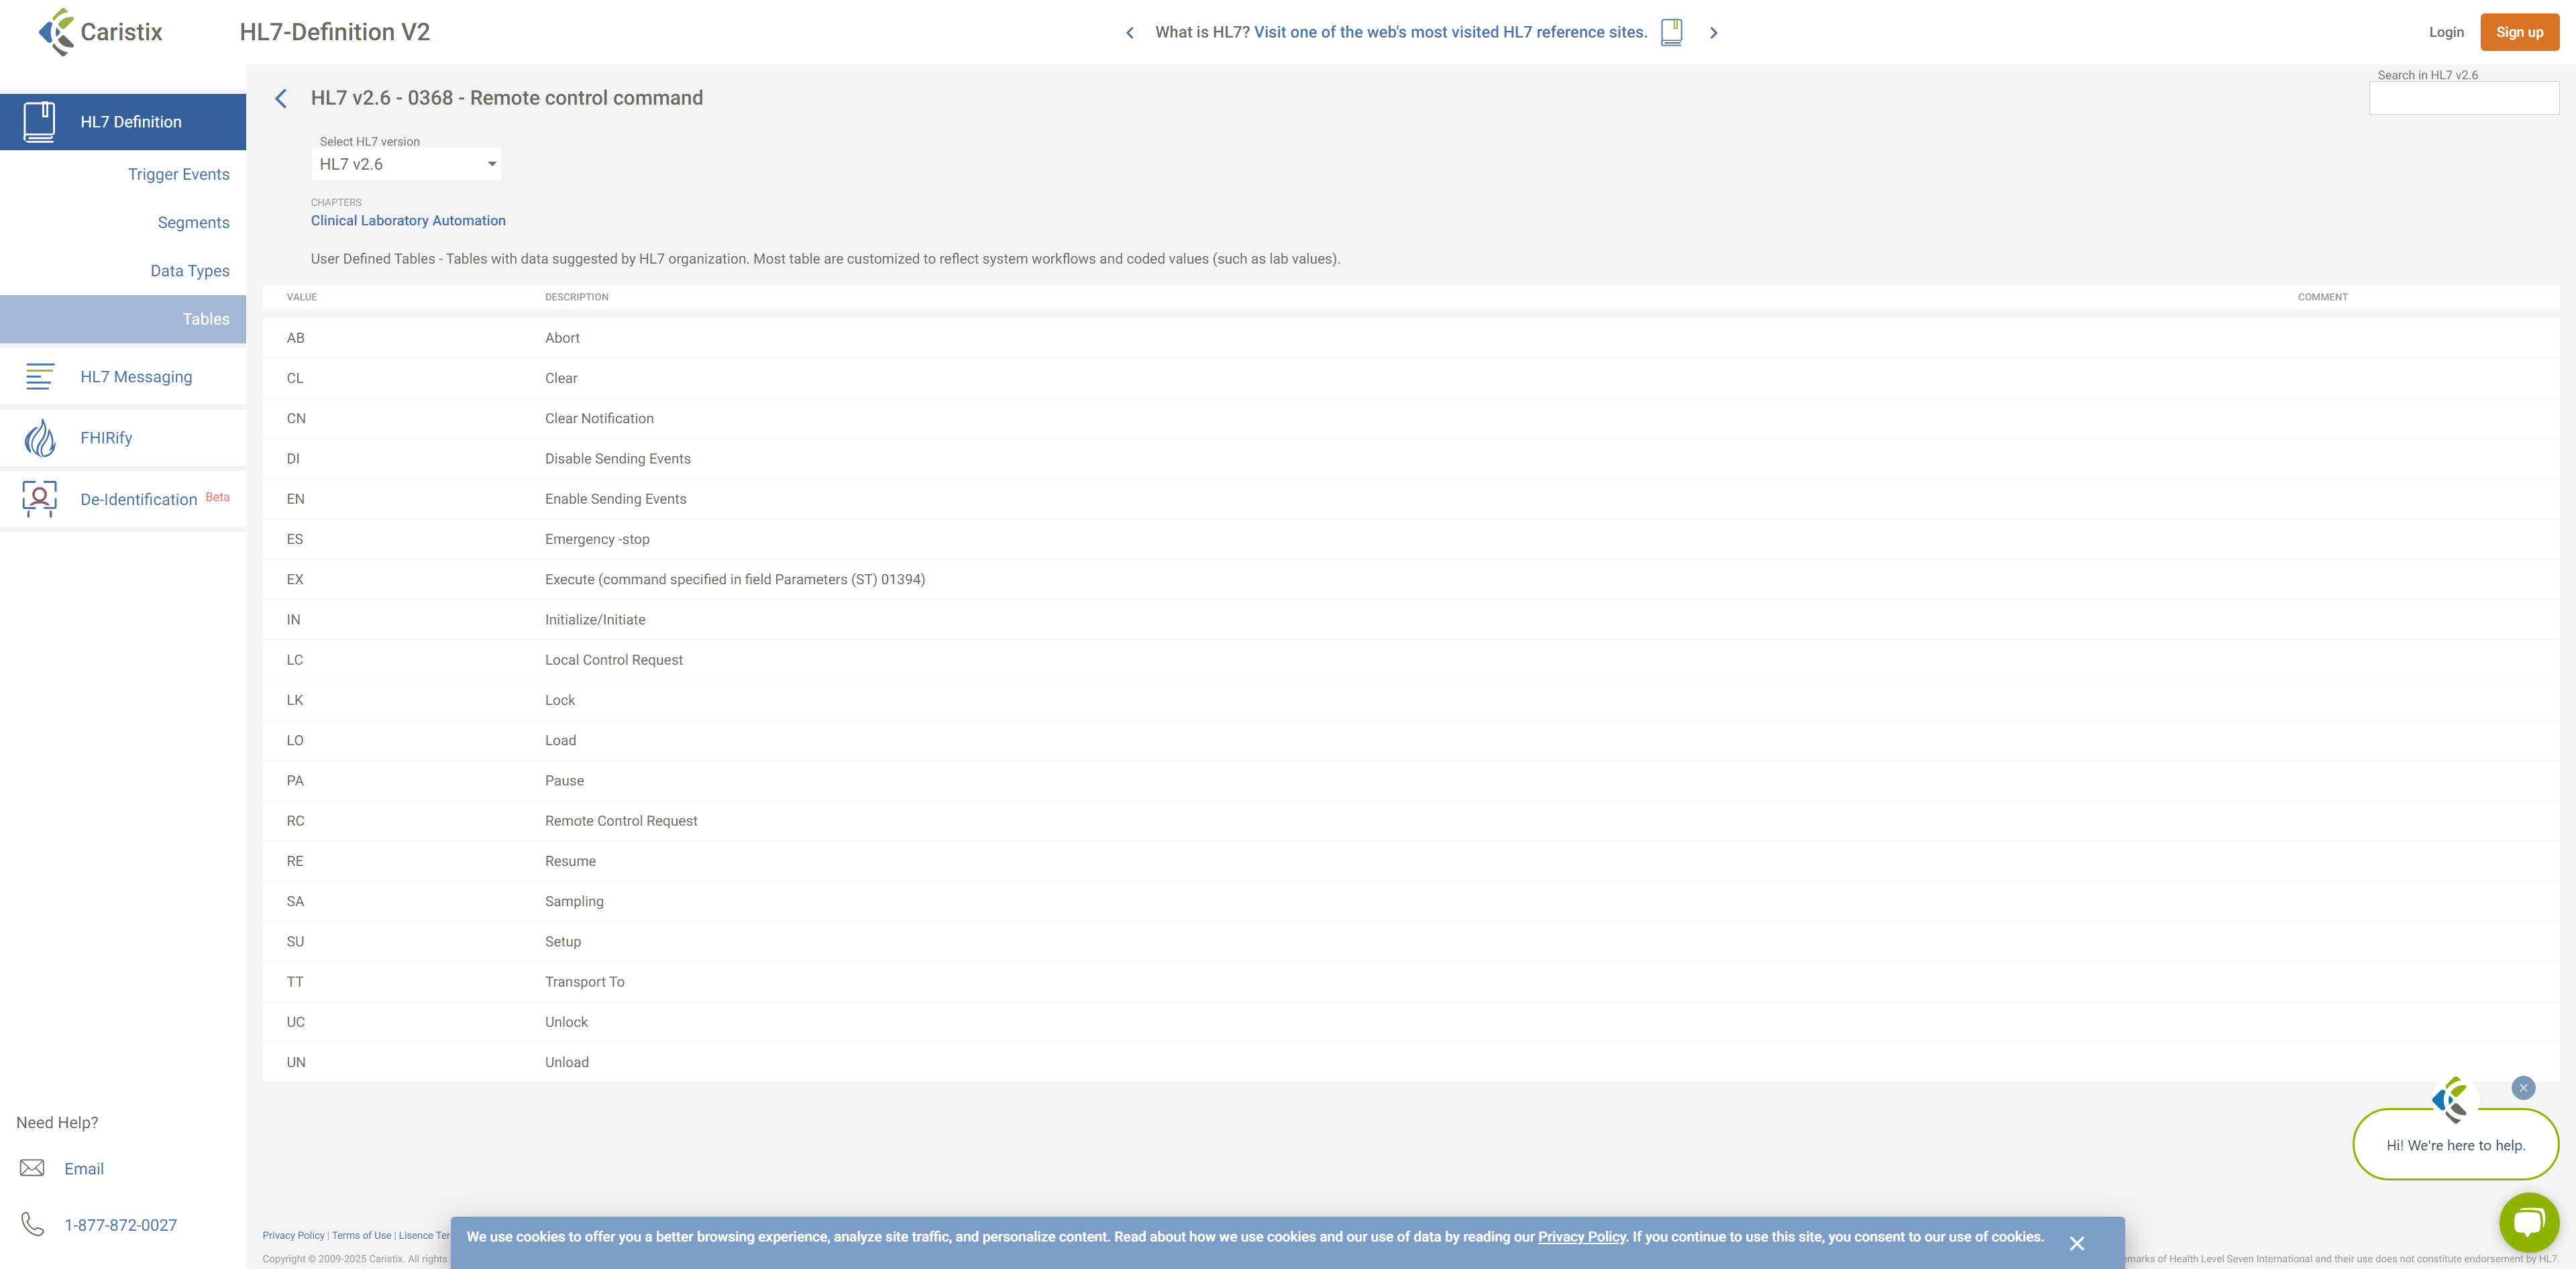 Caristix
HL7-Definition V2
What is HL7? Visit one of the web's most visited HL7 reference sites.
Login
Sign up
HL7 Definition
Trigger Events
Segments
Data Types
Tables
HL7 Messaging
FHIRify
De-Identification Beta
Need Help?
Email
1-877-872-0027
HL7 v2.6 - 0368 - Remote control command
Search in HL7 v2.6
Select HL7 version
HL7 v2.6
CHAPTERS
Clinical Laboratory Automation
User Defined Tables - Tables with data suggested by HL7 organization. Most table are customized to reflect system workflows and coded values (such as lab values).
VALUE DESCRIPTION COMMENT
AB Abort
CL Clear
CN Clear Notification
DI Disable Sending Events
EN Enable Sending Events
ES Emergency -stop
EX Execute (command specified in field Parameters (ST) 01394)
IN Initialize/Initiate
LC Local Control Request
LK Lock
LO Load
PA Pause
RC Remote Control Request
RE Resume
SA Sampling
SU Setup
TT Transport To
UC Unlock
UN Unload
Hi! We're here to help.
Privacy Policy | Terms of Use | Lisence Ter
We use cookies to offer you a better browsing experience, analyze site traffic, and personalize content. Read about how we use cookies and our use of data by reading our Privacy Policy. If you continue to use this site, you consent to our use of cookies.
Copyright © 2009-2025 Caristix. All rights
emarks of Health Level Seven International and their use does not constitute endorsement by HL7.